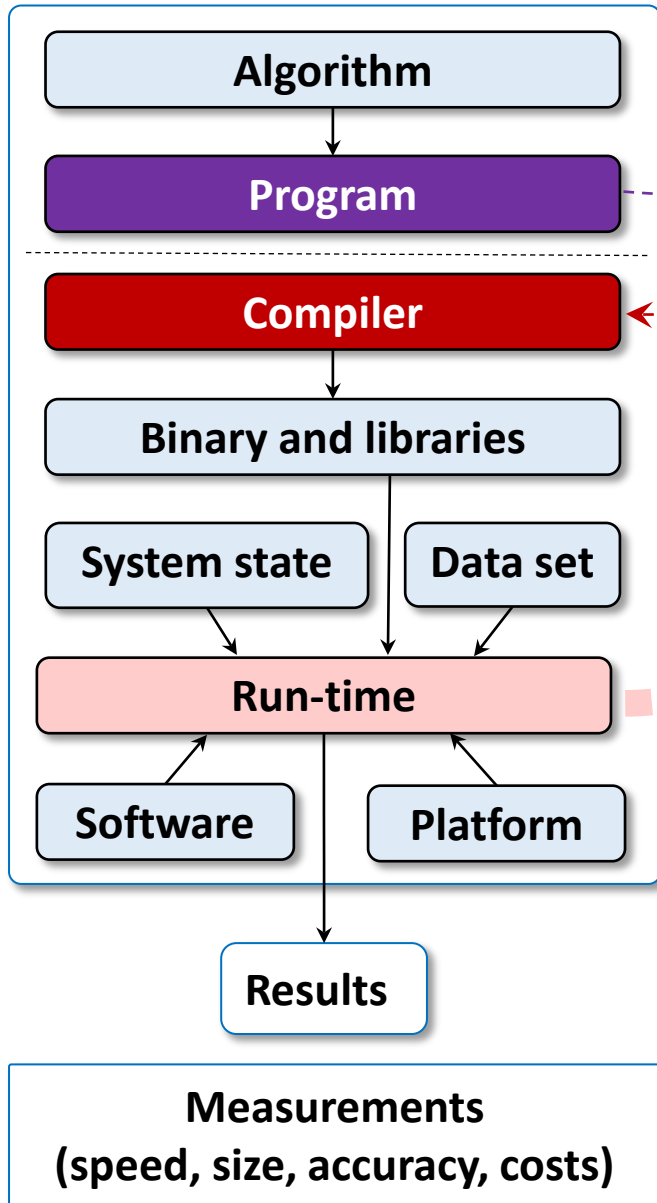 Algorithm
Program
Compiler
Binary and libraries
System state
Data set
Run-time
Software
Platform
Results
Measurements
(speed, size, accuracy, costs)